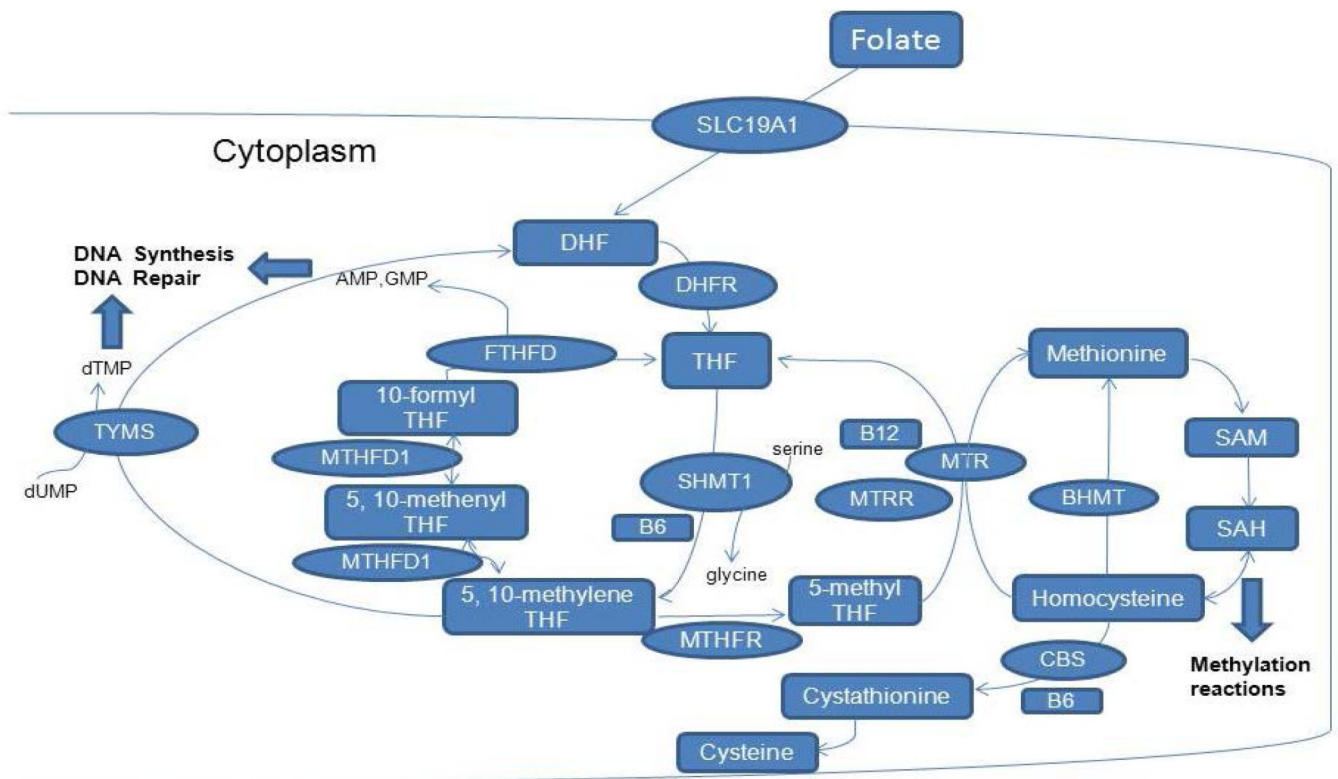 Folate
SLC19A1
Cytoplasm
DHF
DNA Synthesis
DNA Repair
AMP,GMP
DHFR
FTHFD
THF
Methionine
dTMP
10-formyl
THF
TYMS
B12
SAM
MTHFD1
serine
MTR
SHMT1
dUMP
5, 10-methenyl
THF
MTRR
BHMT
B6
SAH
MTHFD1
glycine
5, 10-methylene
THF
5-methyl
THF
Homocysteine
MTHFR
CBS
Methylation
reactions
Cystathionine
B6
Cysteine